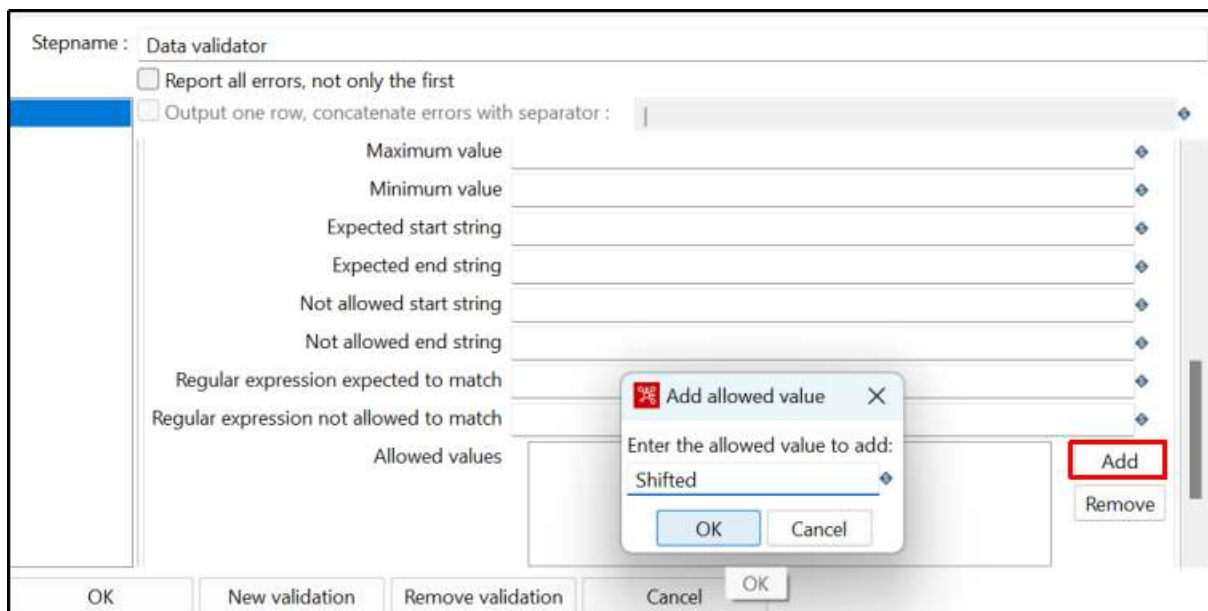 Stepname : Data validator
Report all errors, not only the first
Output one row, concatenate errors with separator : |
Maximum value
Minimum value
Expected start string
Expected end string
Not allowed start string
Not allowed end string
Regular expression expected to match
Regular expression not allowed to match
Allowed values
Add
Remove
Add allowed value
Enter the allowed value to add:
Shifted
OK Cancel
OK New validation Remove validation Cancel
OK